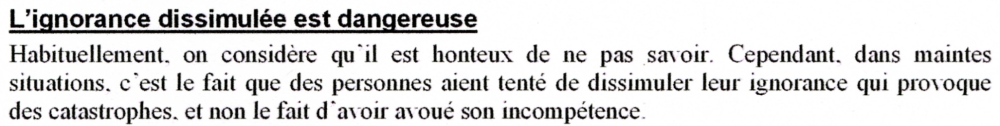 L'ignorance dissimulée est dangereuse
Habituellement, on considère qu'il est honteux de ne pas savoir. Cependant, dans maintes
situations, c'est le fait que des personnes aient tenté de dissimuler leur ignorance qui provoque
des catastrophes, et non le fait d'avoir avoué son incompétence.